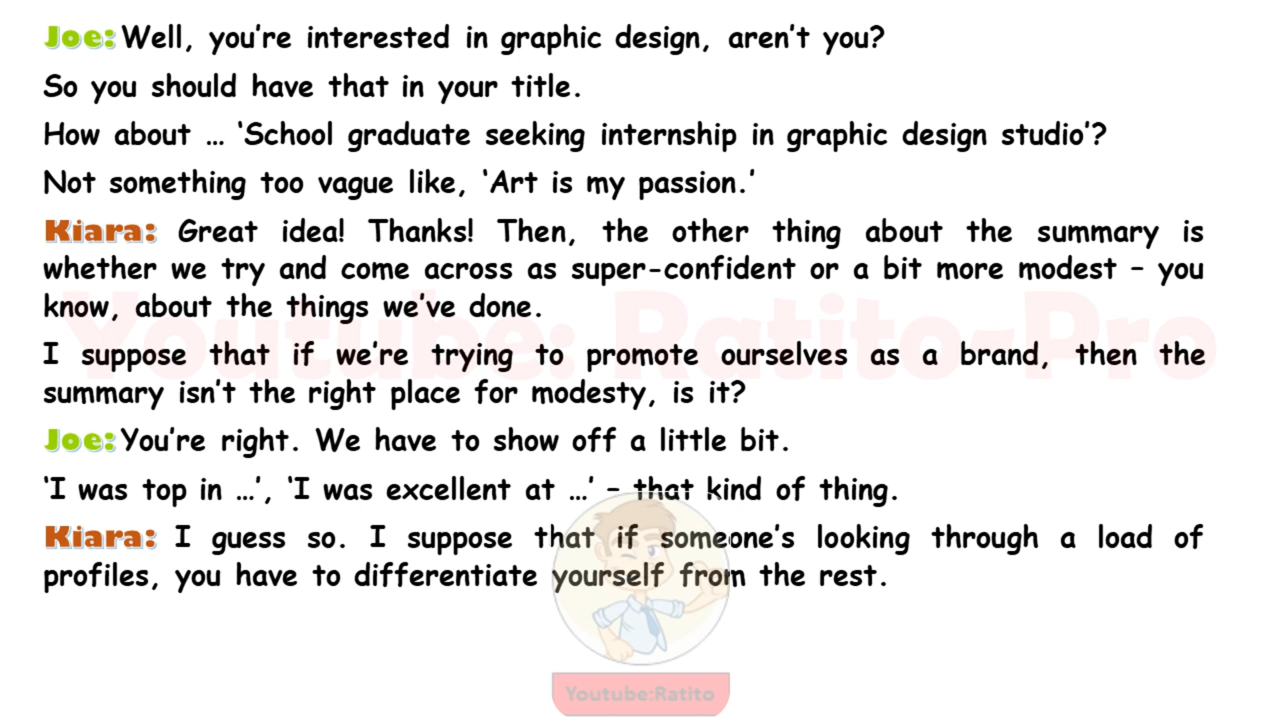 Joe: Well, you're interested in graphic design, aren't you?
So you should have that in your title.
How about … 'School graduate seeking internship in graphic design studio'?
Not something too vague like, 'Art is my passion.'
Kiara: Great idea! Thanks! Then, the other thing about the summary is
whether we try and come across as super-confident or a bit more modest – you
know, about the things we've done.
Youtube: Ratito-Pro
I suppose that if we're trying to promote ourselves as a brand, then the
summary isn't the right place for modesty, is it?
Joe: You're right. We have to show off a little bit.
'I was top in …', 'I was excellent at …' – that kind of thing.
Kiara: I guess so. I suppose that if someone's looking through a load of
profiles, you have to differentiate yourself from the rest.
Youtube:Ratito